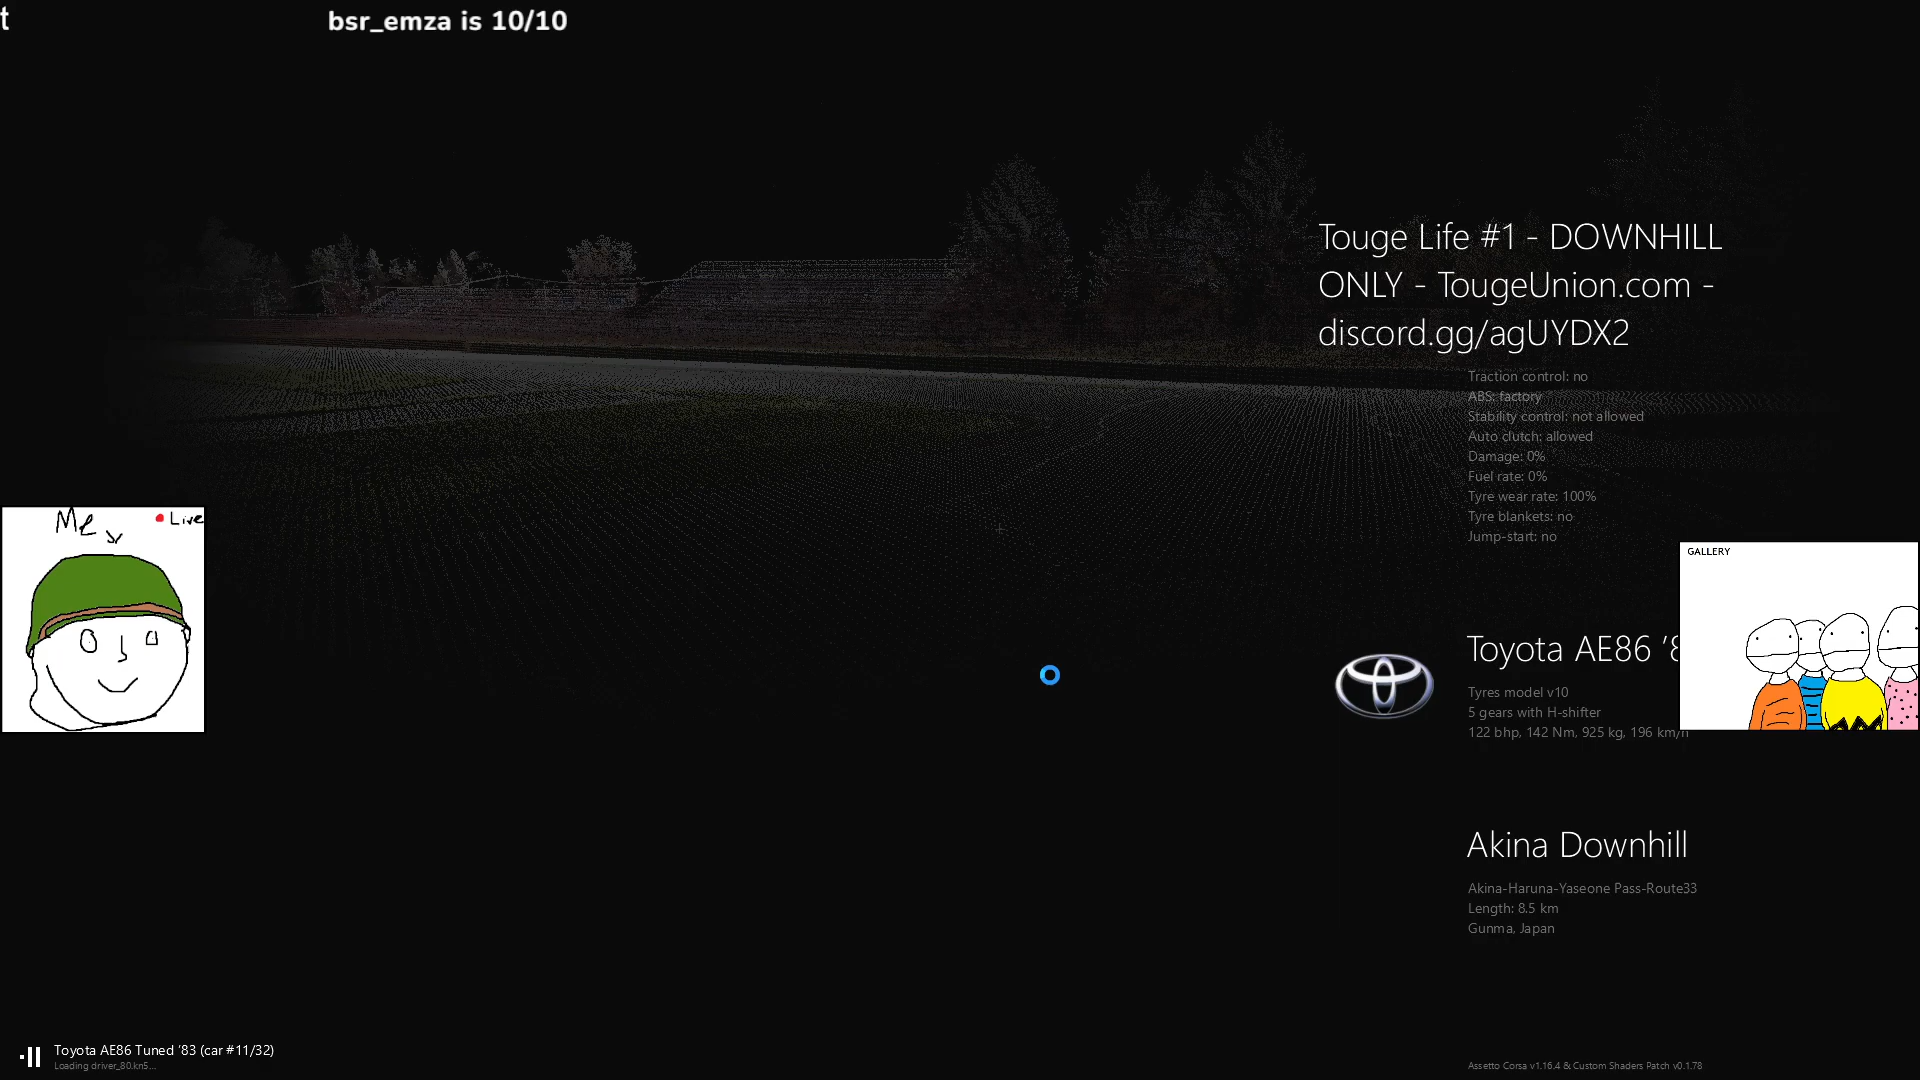 t
bsr_emza is 10/10
Touge Life #1 - DOWNHILL
ONLY - TougeUnion.com -
discord.gg/agUYDX2
Traction control: no
ABS: factory
Stability control: not allowed
Auto clutch: allowed
Damage: 0%
Fuel rate: 0%
Tyre wear rate: 100%
Tyre blankets: no
Jump-start: no
Me
Live
GALLERY
Toyota AE86 ’8
Tyres model v10
5 gears with H-shifter
122 bhp, 142 Nm, 925 kg, 196 km/h
Akina Downhill
Akina-Haruna-Yaseone Pass-Route33
Length: 8.5 km
Gunma, Japan
Toyota AE86 Tuned ’83 (car #11/32)
Loading driver_80.kn5...
Assetto Corsa v1.16.4 & Custom Shaders Patch v0.1.78